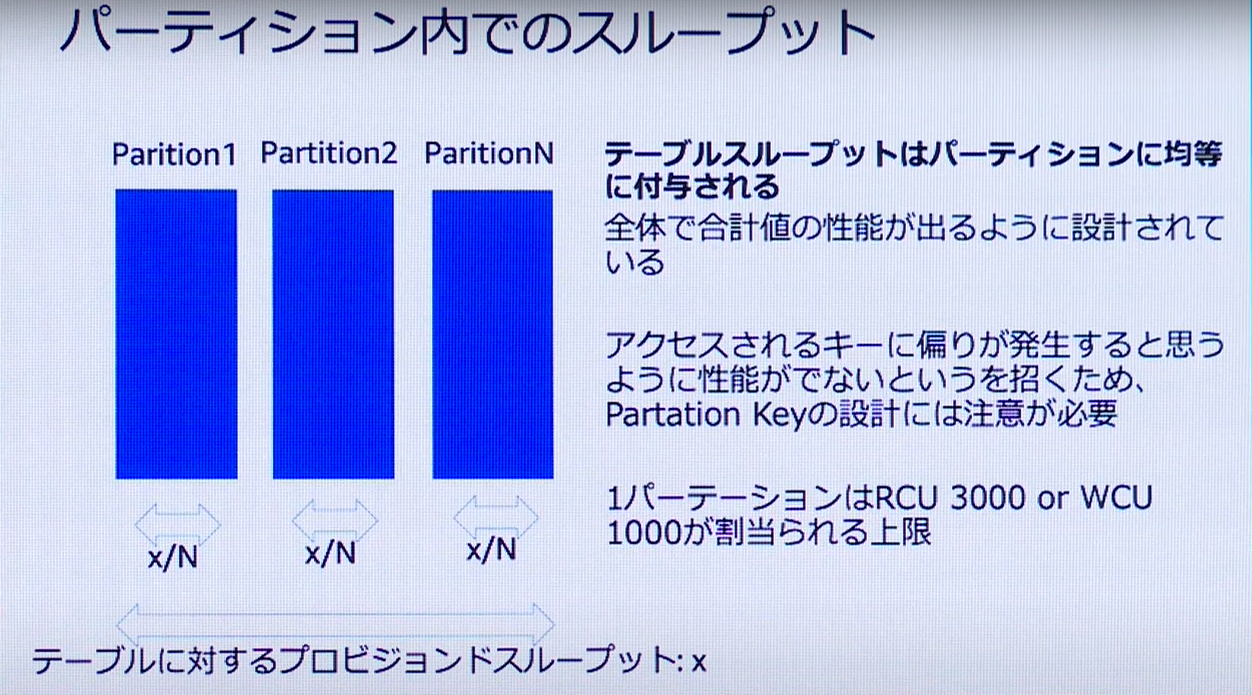 パーティション内でのスループット
Parition1 Partition2 ParitionN
テーブルスループットはパーティションに均等
に付与される
全体で合計値の性能が出るように設計されて
いる
アクセスされるキーに偏りが発生すると思う
ように性能がでないというを招くため、
Partation Keyの設計には注意が必要
1パーテーションはRCU 3000 or WCU
1000が割当られる上限
x/N x/N x/N
テーブルに対するプロビジョンドスループット: x